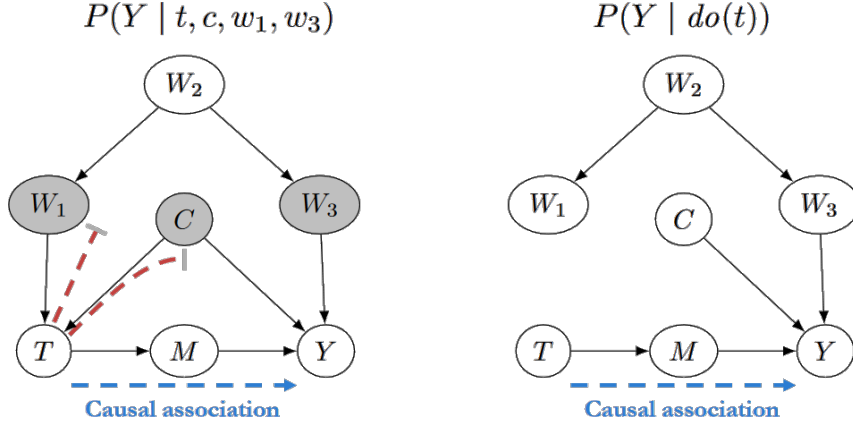 P(Y | t, c, w₁, w₃)
W₂
W₁
C
W₃
T
M
Y
Causal association
P(Y | do(t))
W₂
W₁
C
W₃
T
M
Y
Causal association